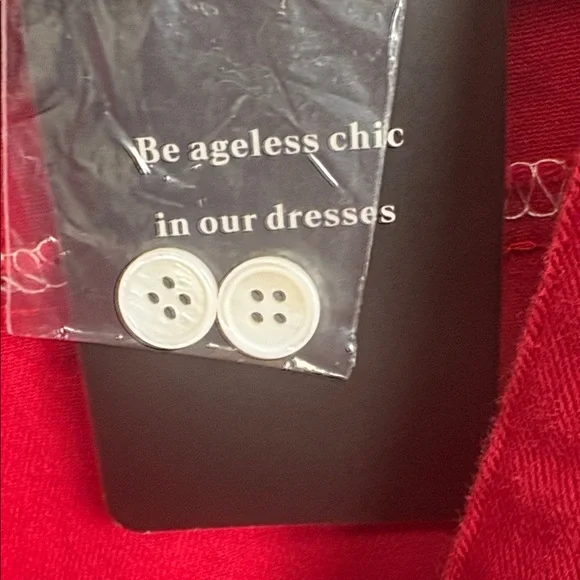 Be ageless chic
in our dresses